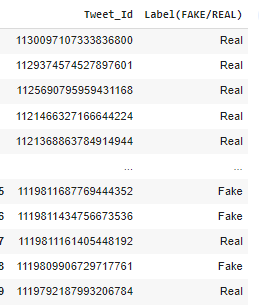 Tweet_Id Label(FAKE/REAL)
1130097107333836800 Real
1129374574527897601 Real
1125690795959431168 Real
1121466327166644224 Real
1121368863784914944 Real
... ...
5 1119811687769444352 Fake
6 1119811434756673536 Fake
7 1119811161405448192 Real
8 1119809906729717761 Fake
9 1119792187993206784 Real